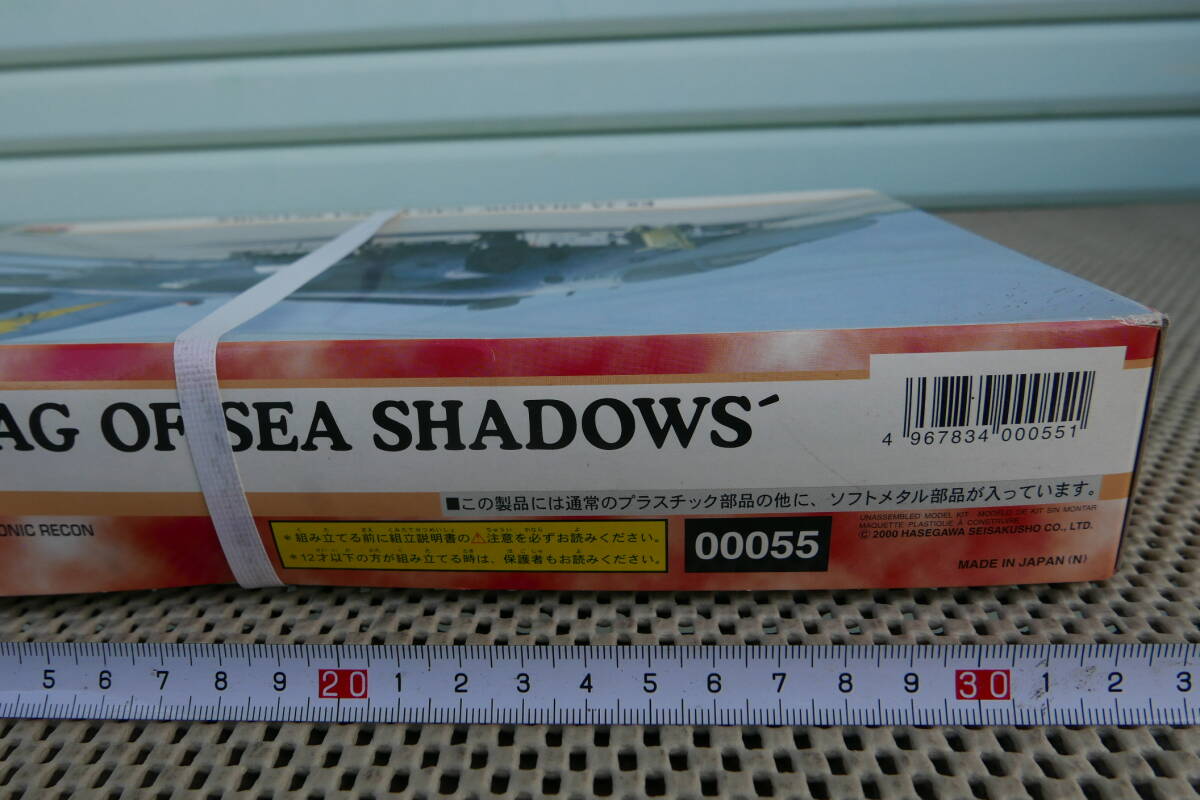 AG OF SEA SHADOWS´
4 967834 000551
■この製品には通常のプラスチック部品の他に、ソフトメタル部品が入っています。
ONIC RECON
＊組み立てる前に組立説明書の⚠注意を必ずお読みください。
＊12才以下の方が組み立てる時は、保護者もお読みください。
00055
UNASSEMBLED MODEL KIT MODELO DE KIT SIN MONTAR
MAQUETTE PLASTIQUE À CONSTRUIRE
© 2000 HASEGAWA SEISAKUSHO CO., LTD.
MADE IN JAPAN (N)
5 6 7 8 9 20 1 2 3 4 5 6 7 8 9 30 1 2 3